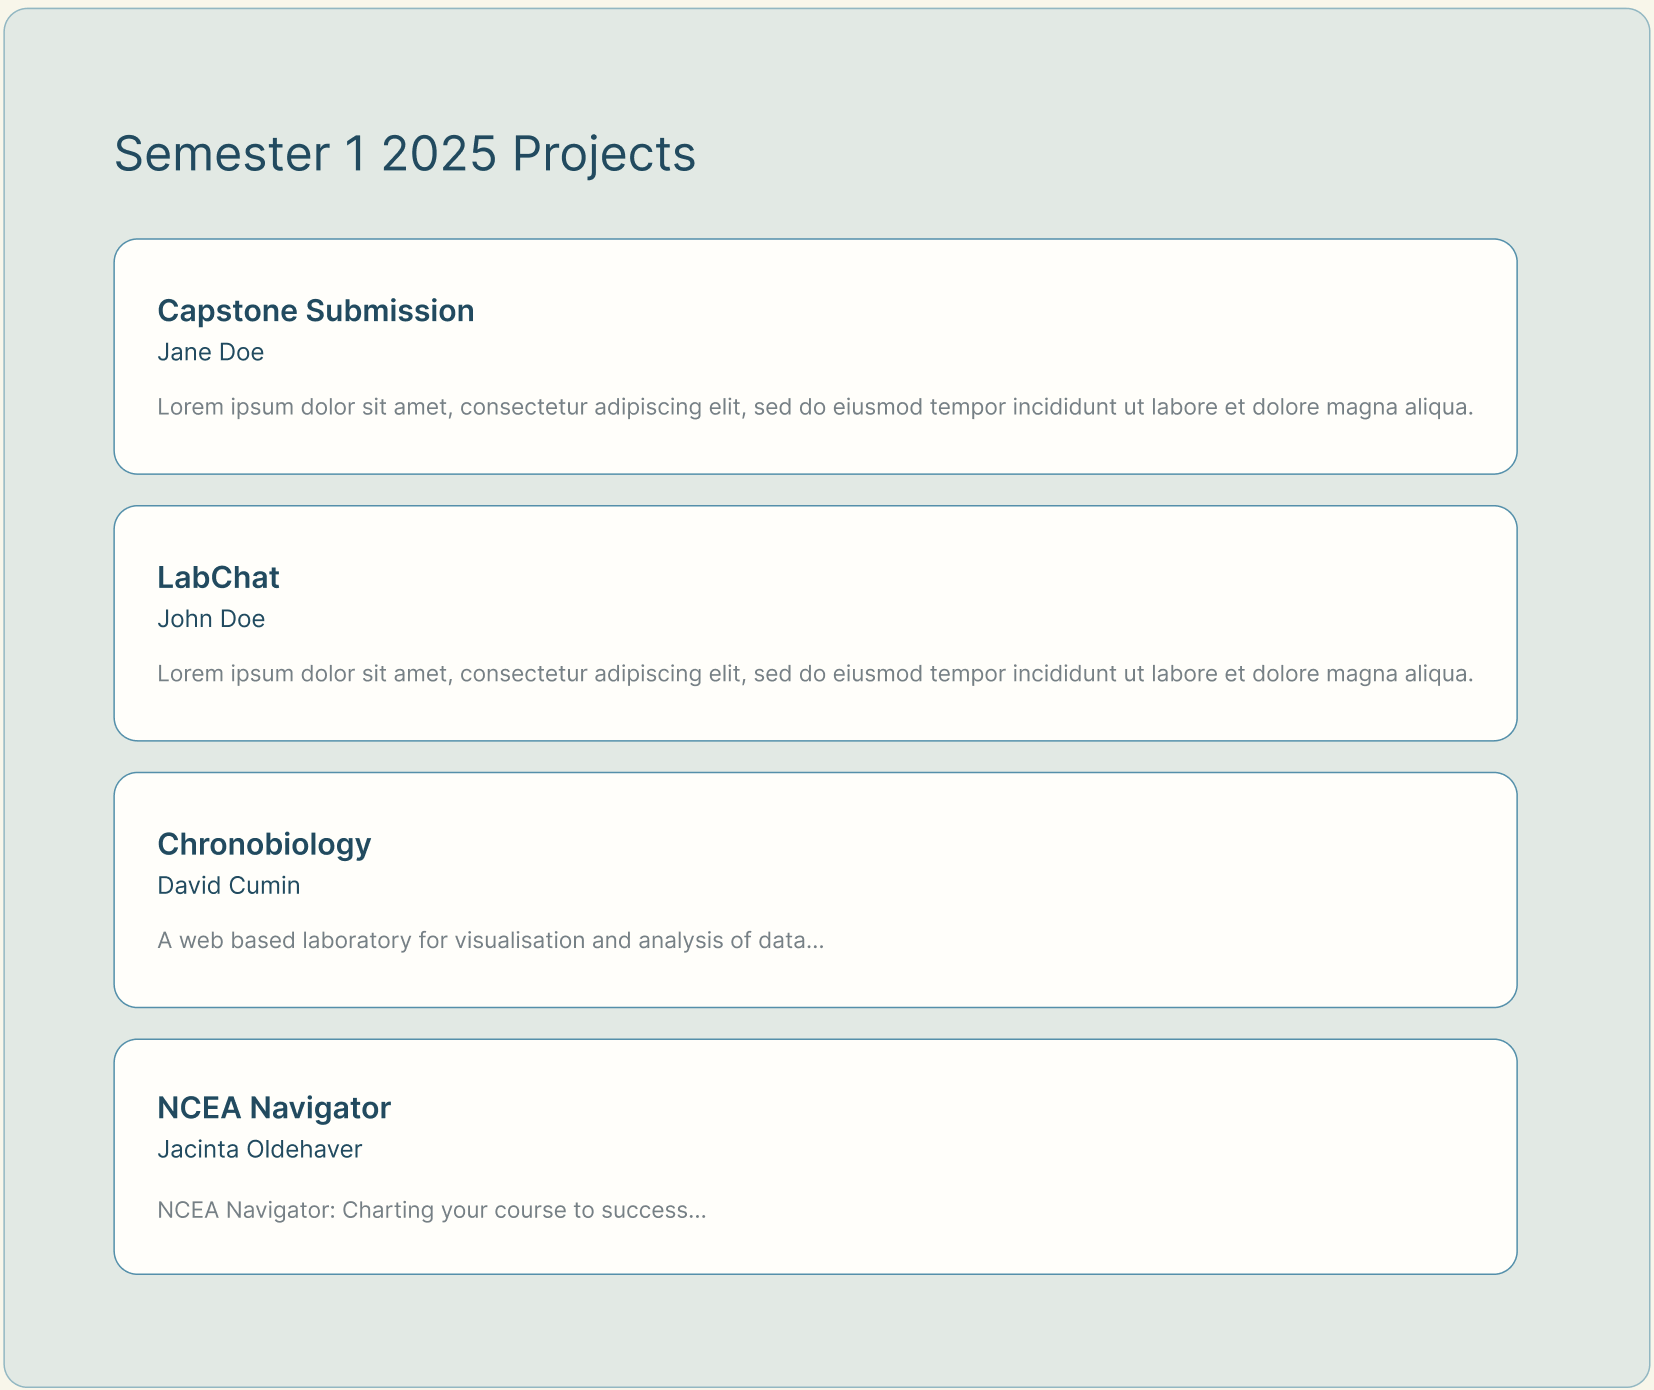 Semester 1 2025 Projects
Capstone Submission
Jane Doe
Lorem ipsum dolor sit amet, consectetur adipiscing elit, sed do eiusmod tempor incididunt ut labore et dolore magna aliqua.
LabChat
John Doe
Lorem ipsum dolor sit amet, consectetur adipiscing elit, sed do eiusmod tempor incididunt ut labore et dolore magna aliqua.
Chronobiology
David Cumin
A web based laboratory for visualisation and analysis of data...
NCEA Navigator
Jacinta Oldehaver
NCEA Navigator: Charting your course to success...